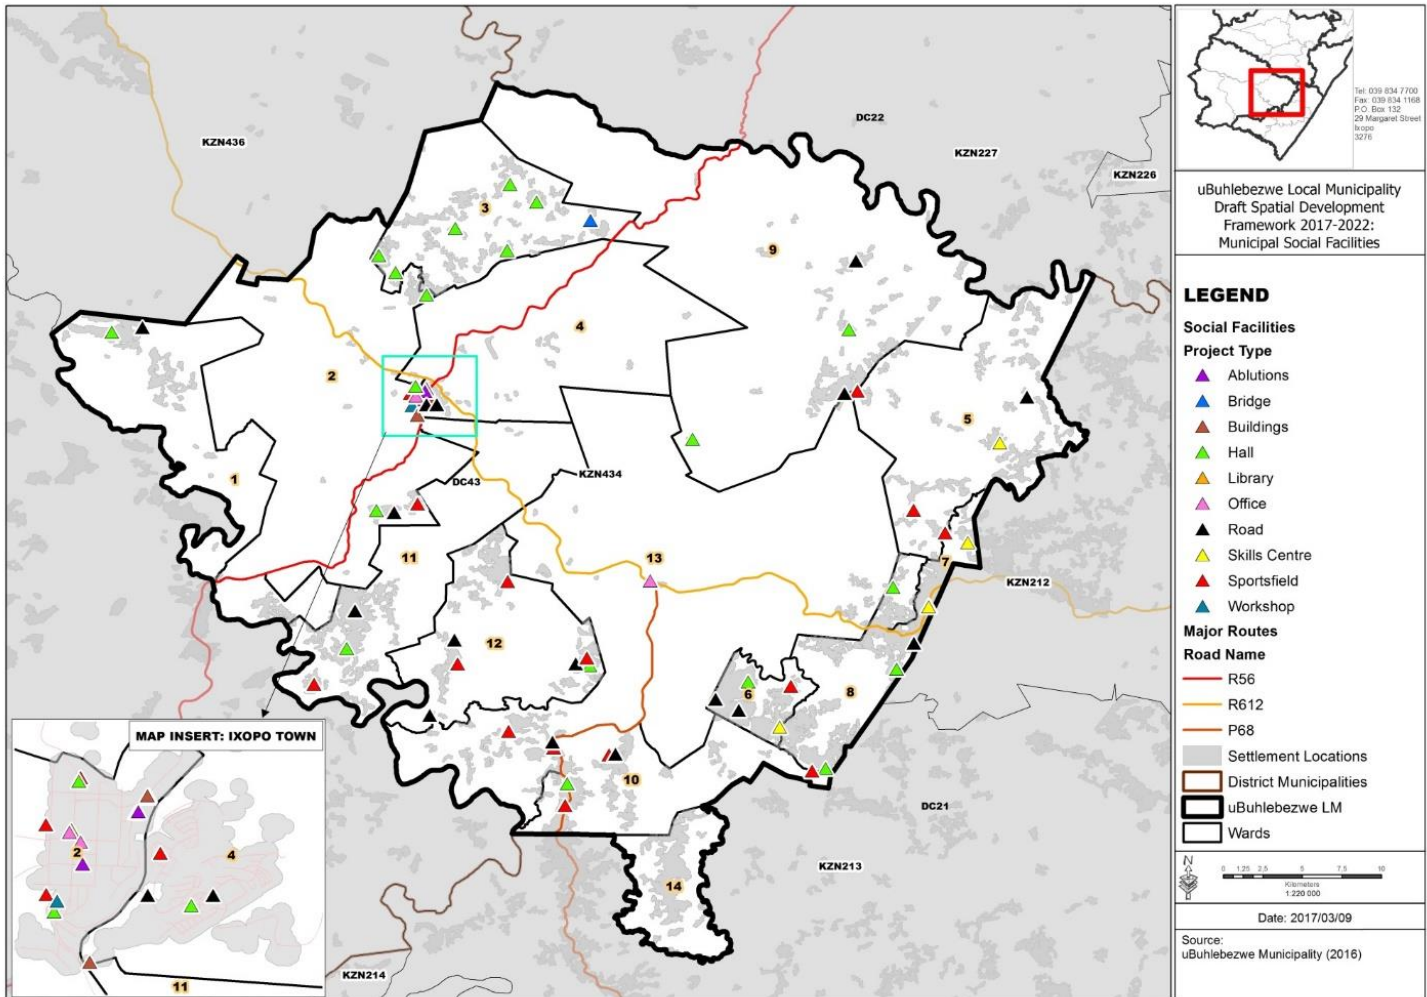 DC22
KZN436
KZN227
KZN226
3
9
4
2
5
1
KZN434
DC43
11
13
7
KZN212
12
6
8
10
DC21
KZN213
14
KZN214
MAP INSERT: IXOPO TOWN
2
4
11
Tel: 039 834 7700
Fax: 039 834 1168
P.O. Box 132
29 Margaret Street
Ixopo
3276
uBuhlebezwe Local Municipality
Draft Spatial Development
Framework 2017-2022:
Municipal Social Facilities
LEGEND
Social Facilities
Project Type
Ablutions
Bridge
Buildings
Hall
Library
Office
Road
Skills Centre
Sportsfield
Workshop
Major Routes
Road Name
R56
R612
P68
Settlement Locations
District Municipalities
uBuhlebezwe LM
Wards
N
0 1,25 2,5 5 10
Kilometers
1:220 000
Date: 2017/03/09
Source:
uBuhlebezwe Municipality (2016)